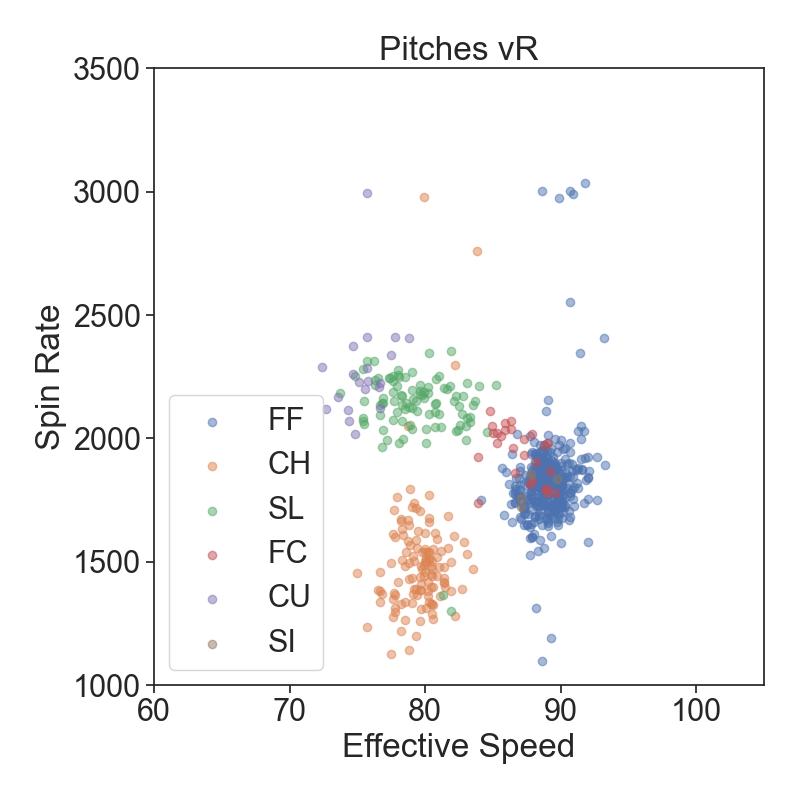 Pitches vR
3500
3000
2500
2000
1500
1000
Spin Rate
FF
CH
SL
FC
CU
SI
60 70 80 90 100
Effective Speed